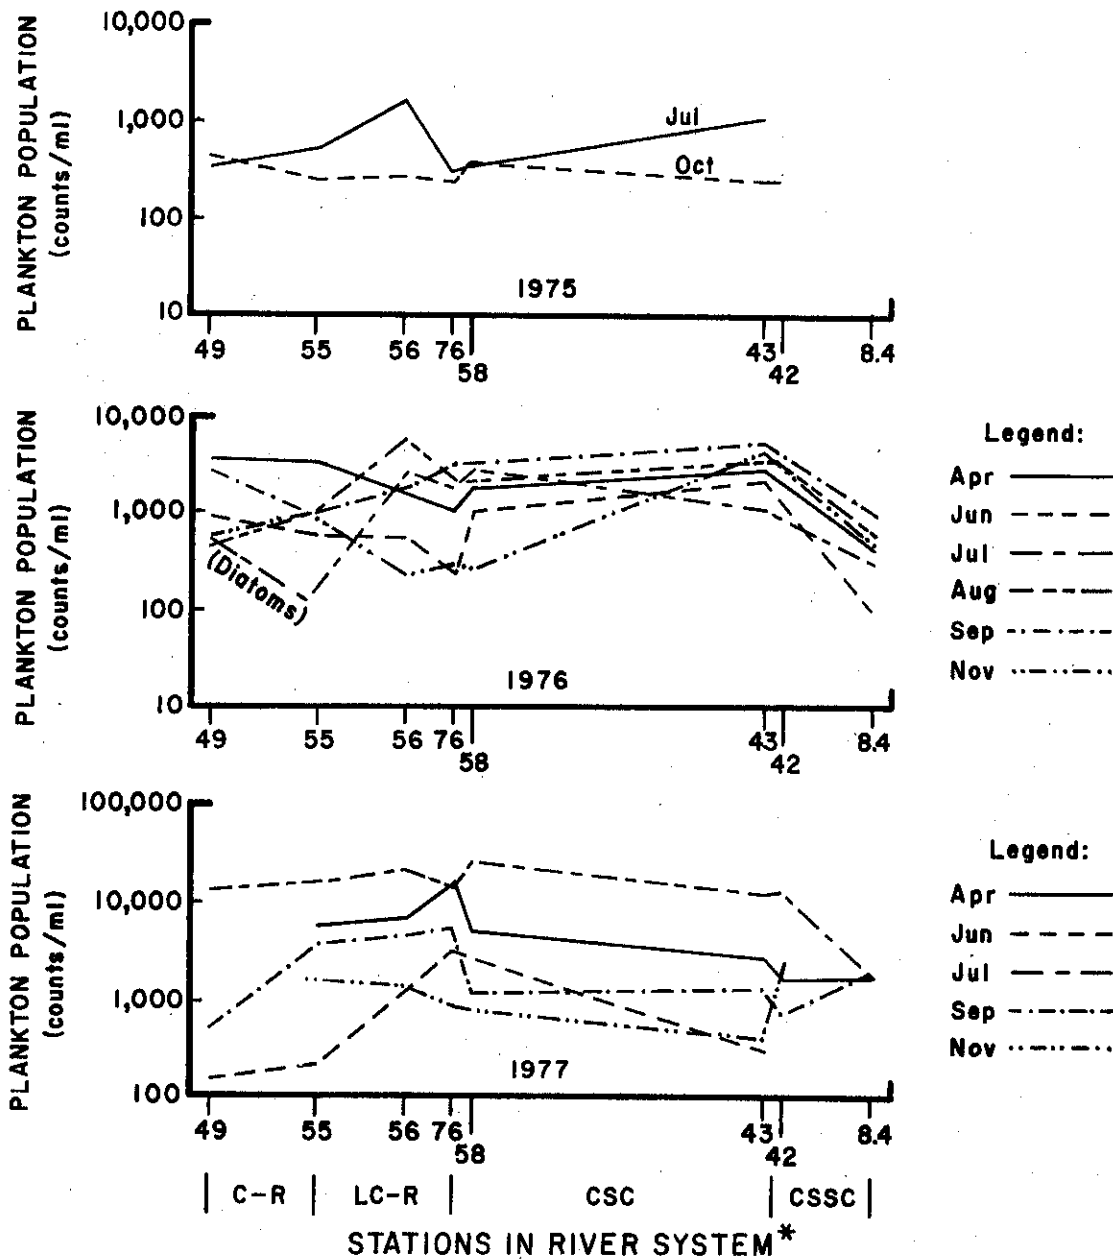 PLANKTON POPULATION
(counts/ml)
10,000
1,000
100
10
Jul
Oct
1975
49 55 56 76 58 43 42 8.4
PLANKTON POPULATION
(counts/ml)
10,000
1,000
100
10
(Diatoms)
1976
49 55 56 76 58 43 42 8.4
Legend:
Apr
Jun
Jul
Aug
Sep
Nov
PLANKTON POPULATION
(counts/ml)
100,000
10,000
1,000
100
1977
49 55 56 76 58 43 42 8.4
Legend:
Apr
Jun
Jul
Sep
Nov
C-R LC-R CSC CSSC
STATIONS IN RIVER SYSTEM*